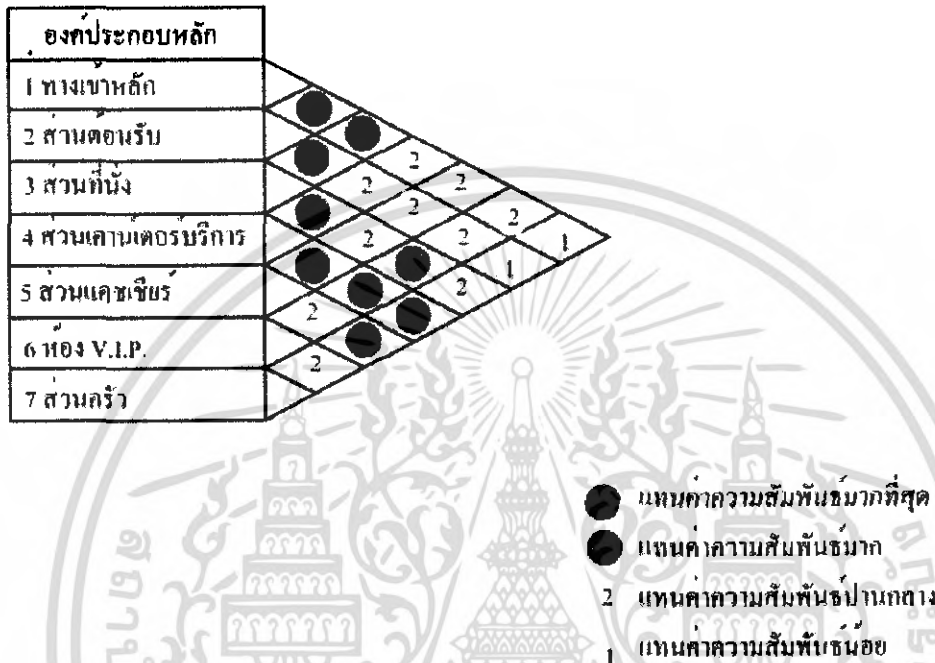 องค์ประกอบหลัก
1 ทางเข้าหลัก
2 ส่วนต้อนรับ
3 ส่วนที่นั่ง
4 ส่วนเคาน์เตอร์บริการ
5 ส่วนแคชเชียร์
6 ห้อง V.I.P.
7 ส่วนครัว
2
2
2
2
2
2
2
1
2
1
2
2
แทนค่าความสัมพันธ์มากที่สุด
แทนค่าความสัมพันธ์มาก
2 แทนค่าความสัมพันธ์ปานกลาง
1 แทนค่าความสัมพันธ์น้อย